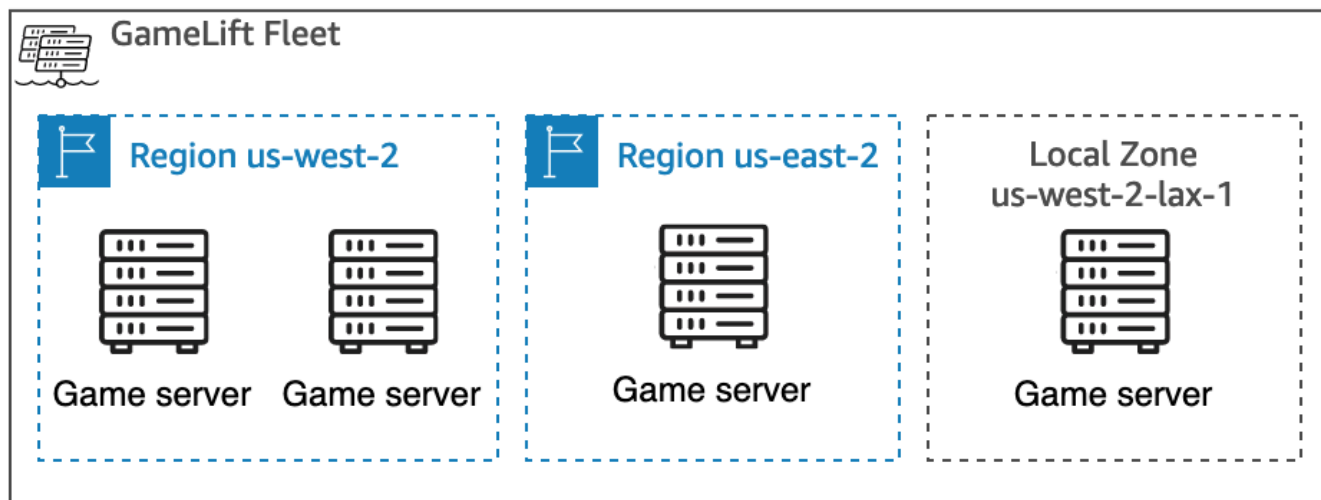 GameLift Fleet
Region us-west-2
Region us-east-2
Local Zone
us-west-2-lax-1
Game server
Game server
Game server
Game server